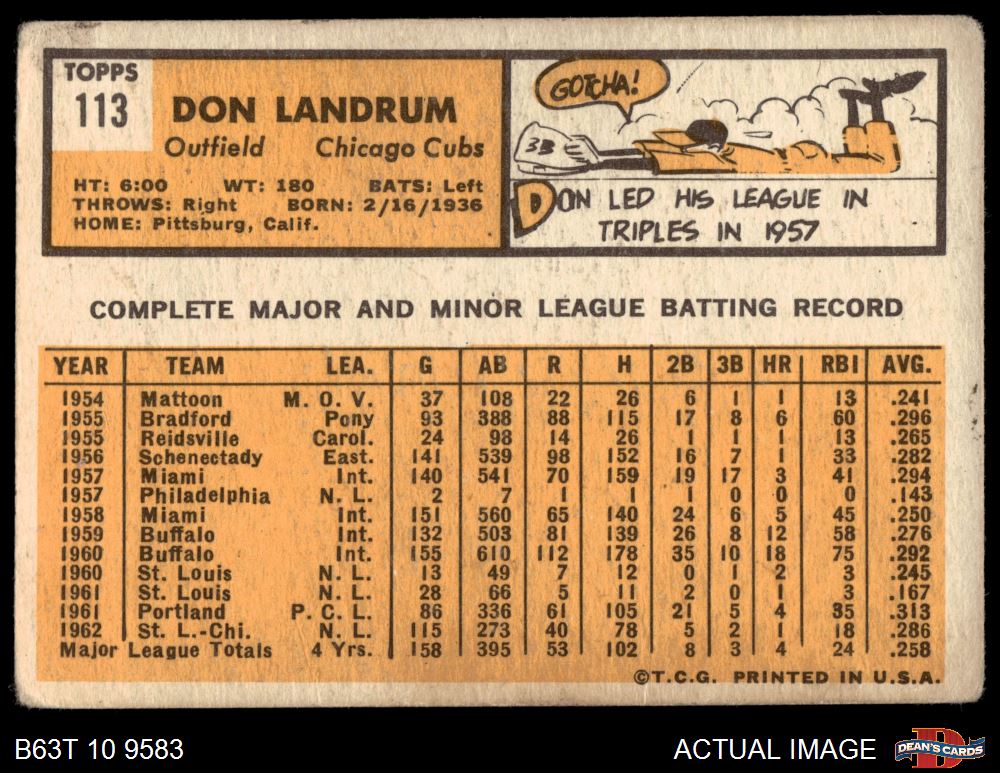 TOPPS
113
DON LANDRUM
Outfield Chicago Cubs
HT: 6:00 WT: 180 BATS: Left
THROWS: Right BORN: 2/16/1936
HOME: Pittsburg, Calif.
GOTCHA!
3B
DON LED HIS LEAGUE IN
TRIPLES IN 1957
COMPLETE MAJOR AND MINOR LEAGUE BATTING RECORD
YEAR TEAM LEA. G AB R H 2B 3B HR RBI AVG.
1954 Mattoon M. O. V. 37 108 22 26 6 1 1 13 .241
1955 Bradford Pony 93 388 88 115 17 8 6 60 .296
1955 Reidsville Carol. 24 98 14 26 1 1 1 13 .265
1956 Schenectady East. 141 539 98 152 16 7 1 33 .282
1957 Miami Int. 140 541 70 159 19 17 3 41 .294
1957 Philadelphia N. L. 2 7 1 1 1 0 0 0 .143
1958 Miami Int. 151 560 65 140 24 6 5 45 .250
1959 Buffalo Int. 132 503 81 139 26 8 12 58 .276
1960 Buffalo Int. 155 610 112 178 35 10 18 75 .292
1960 St. Louis N. L. 13 49 7 12 0 1 2 3 .245
1961 St. Louis N. L. 28 66 5 11 2 0 1 3 .167
1961 Portland P. C. L. 86 336 61 105 21 5 4 35 .313
1962 St. L.-Chi. N. L. 115 273 40 78 5 2 1 18 .286
Major League Totals 4 Yrs. 158 395 53 102 8 3 4 24 .258
©T.C.G. PRINTED IN U.S.A.
B63T 10 9583
ACTUAL IMAGE
D
DEAN'S CARDS